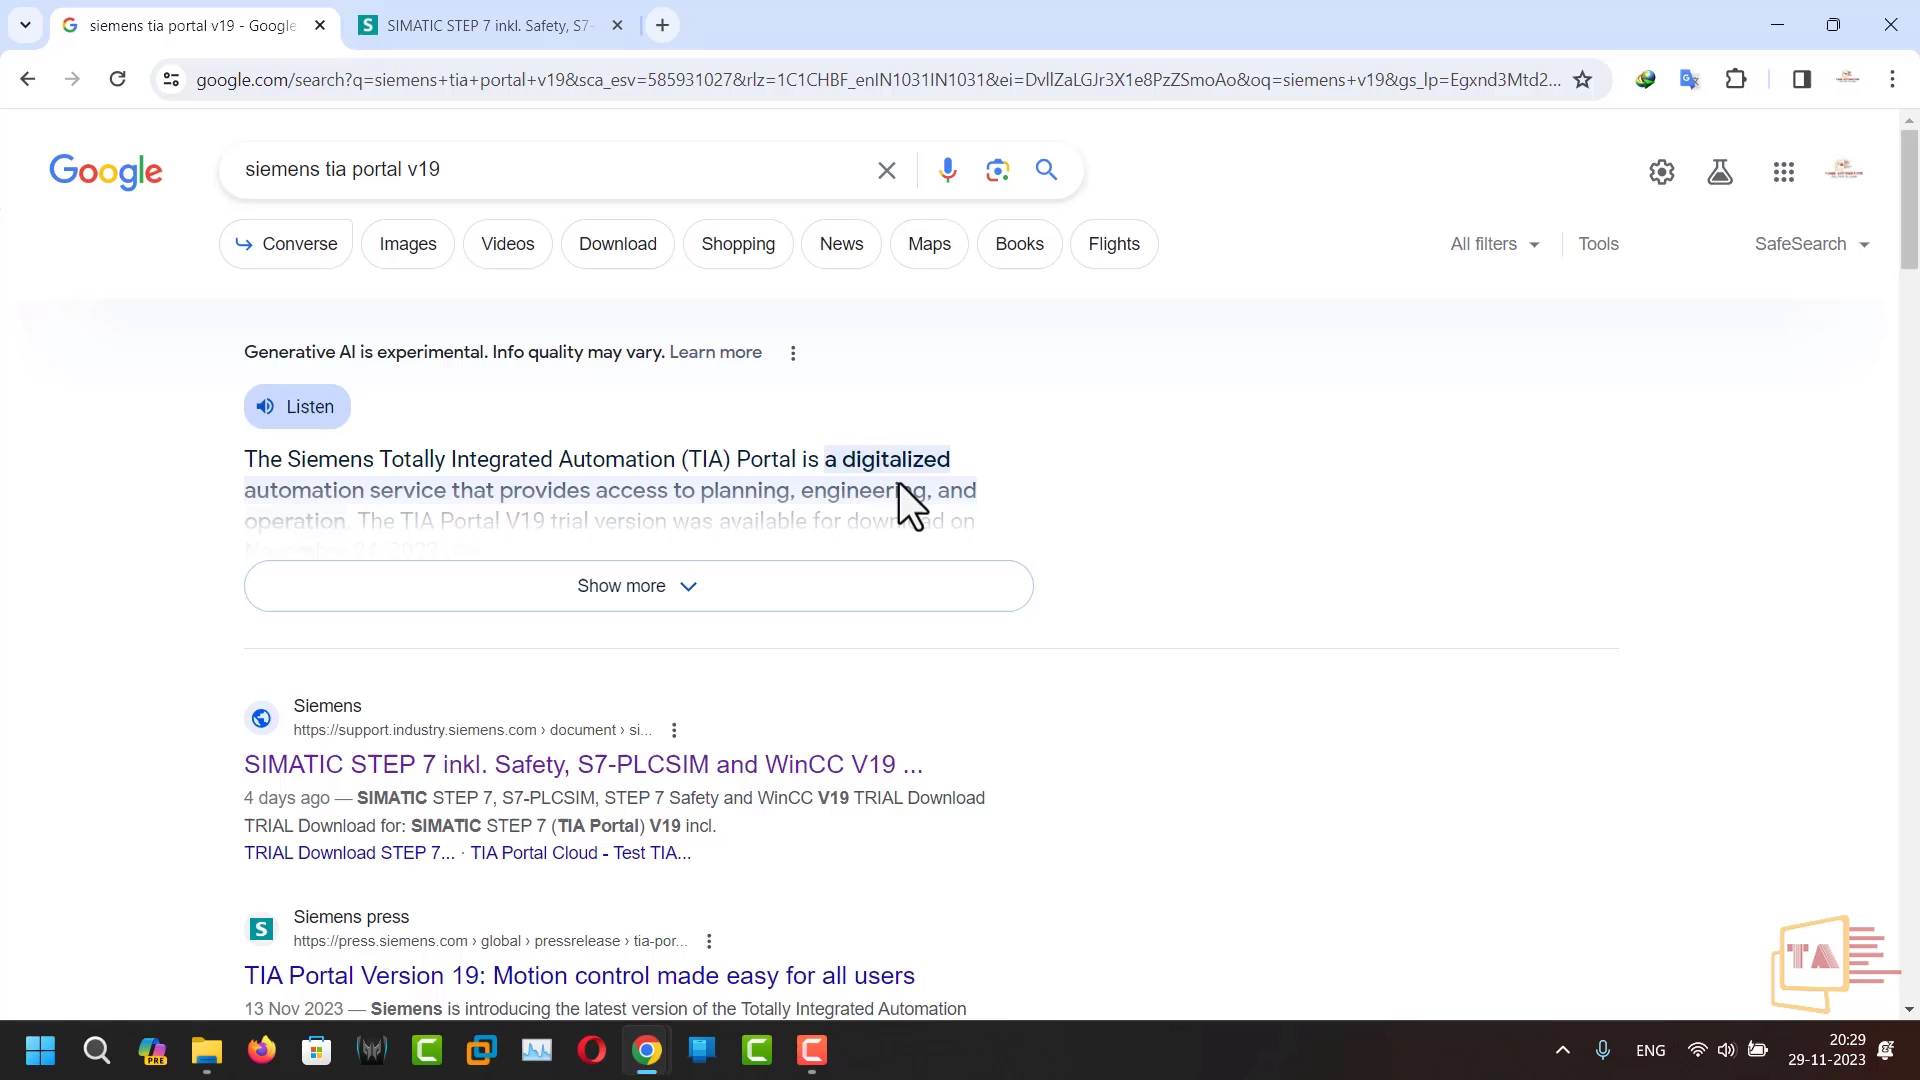 siemens tia portal v19 - Google
SIMATIC STEP 7 inkl. Safety, S7-
google.com/search?q=siemens+tia+portal+v19&sca_esv=585931027&rlz=1C1CHBF_enIN1031IN1031&ei=DvllZaLGJr3X1e8PzZSmoAo&oq=siemens+v19&gs_lp=Egxnd3Mtd2...
Google
siemens tia portal v19
Converse
Images
Videos
Download
Shopping
News
Maps
Books
Flights
All filters
Tools
SafeSearch
Generative AI is experimental. Info quality may vary. Learn more
Listen
The Siemens Totally Integrated Automation (TIA) Portal is a digitalized
automation service that provides access to planning, engineering, and
operation. The TIA Portal V19 trial version was available for download on
November 24, 2023
Show more
Siemens
https://support.industry.siemens.com › document › si...
SIMATIC STEP 7 inkl. Safety, S7-PLCSIM and WinCC V19 ...
4 days ago — SIMATIC STEP 7, S7-PLCSIM, STEP 7 Safety and WinCC V19 TRIAL Download
TRIAL Download for: SIMATIC STEP 7 (TIA Portal) V19 incl.
TRIAL Download STEP 7... · TIA Portal Cloud - Test TIA...
S
Siemens press
https://press.siemens.com › global › pressrelease › tia-por...
TIA Portal Version 19: Motion control made easy for all users
13 Nov 2023 — Siemens is introducing the latest version of the Totally Integrated Automation
TA
PRE
ENG
20:29
29-11-2023